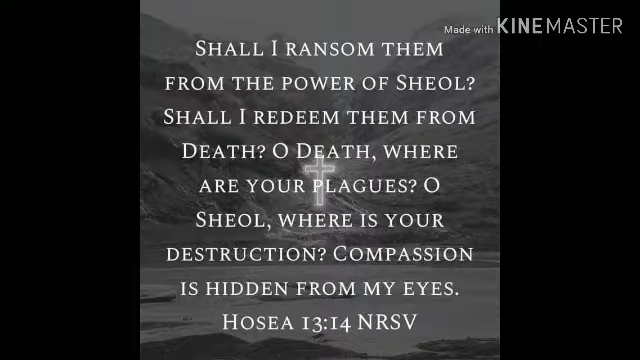 Made with KINEMASTER
Shall I ransom them
from the power of Sheol?
Shall I redeem them from
Death? O Death, where
are your plagues? O
Sheol, where is your
destruction? Compassion
is hidden from my eyes.
Hosea 13:14 NRSV